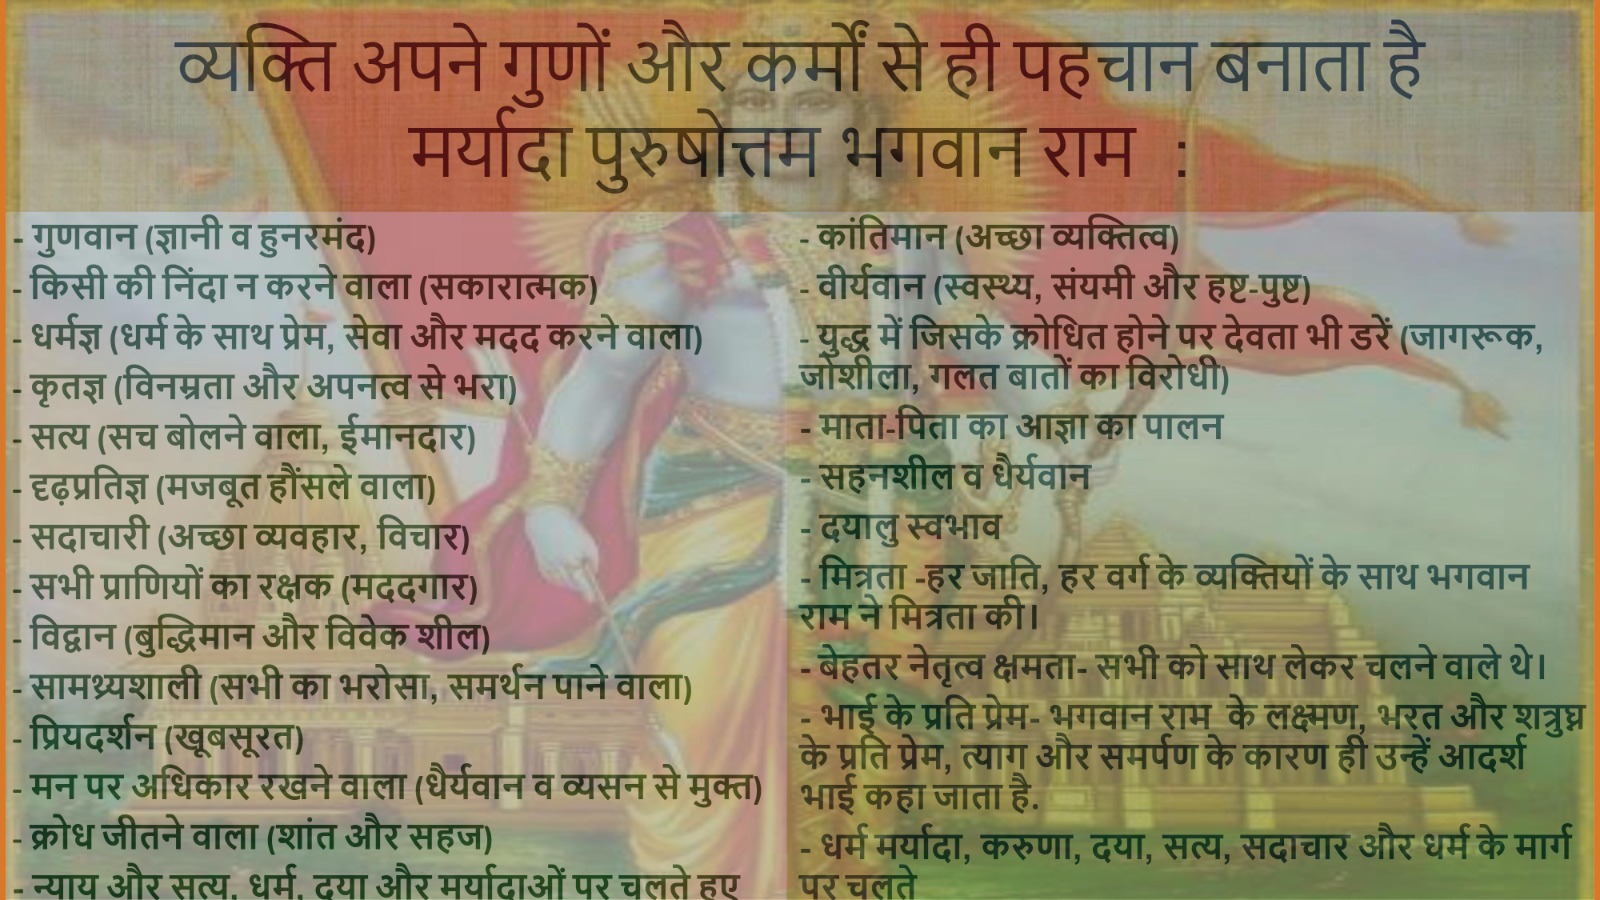 व्यक्ति अपने गुणों और कर्मों से ही पहचान बनाता है
मर्यादा पुरुषोत्तम भगवान राम :
- गुणवान (ज्ञानी व हुनरमंद)
- किसी की निंदा न करने वाला (सकारात्मक)
- धर्मज्ञ (धर्म के साथ प्रेम, सेवा और मदद करने वाला)
- कृतज्ञ (विनम्रता और अपनत्व से भरा)
- सत्य (सच बोलने वाला, ईमानदार)
- दृढ़प्रतिज्ञ (मजबूत हौंसले वाला)
- सदाचारी (अच्छा व्यवहार, विचार)
- सभी प्राणियों का रक्षक (मददगार)
- विद्वान (बुद्धिमान और विवेक शील)
- सामथ्र्यशाली (सभी का भरोसा, समर्थन पाने वाला)
- प्रियदर्शन (खूबसूरत)
- मन पर अधिकार रखने वाला (धैर्यवान व व्यसन से मुक्त)
- क्रोध जीतने वाला (शांत और सहज)
- न्याय और सत्य, धर्म, दया और मर्यादाओं पर चलते हुए
- कांतिमान (अच्छा व्यक्तित्व)
- वीर्यवान (स्वस्थ्य, संयमी और हष्ट-पुष्ट)
- युद्ध में जिसके क्रोधित होने पर देवता भी डरें (जागरूक,
जोशीला, गलत बातों का विरोधी)
- माता-पिता का आज्ञा का पालन
- सहनशील व धैर्यवान
- दयालु स्वभाव
- मित्रता -हर जाति, हर वर्ग के व्यक्तियों के साथ भगवान
राम ने मित्रता की।
- बेहतर नेतृत्व क्षमता- सभी को साथ लेकर चलने वाले थे।
- भाई के प्रति प्रेम- भगवान राम के लक्ष्मण, भरत और शत्रुघ्न
के प्रति प्रेम, त्याग और समर्पण के कारण ही उन्हें आदर्श
भाई कहा जाता है.
- धर्म मर्यादा, करुणा, दया, सत्य, सदाचार और धर्म के मार्ग
पर चलते